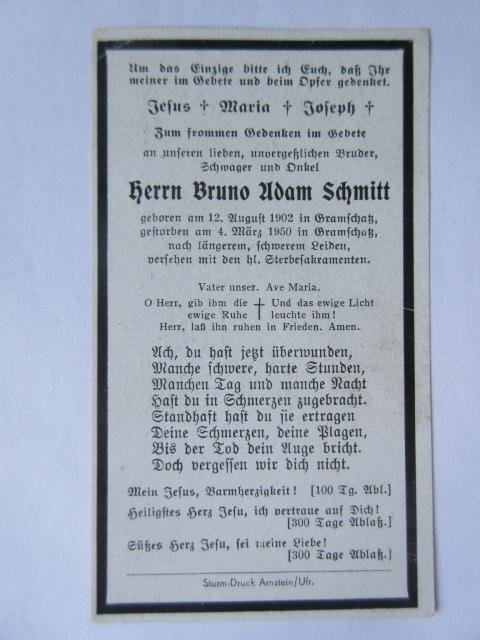 Um das Einzige bitte ich Euch, daß Ihr
meiner im Gebete und beim Opfer gedenket.
Jesus † Maria † Joseph †
Zum frommen Gedenken im Gebete
an unseren lieben, unvergeßlichen Bruder,
Schwager und Onkel
Herrn Bruno Adam Schmitt
geboren am 12. August 1902 in Gramschatz,
gestorben am 4. März 1950 in Gramschatz,
nach längerem, schwerem Leiden,
versehen mit den hl. Sterbesakramenten.
Vater unser. Ave Maria.
O Herr, gib ihm die † Und das ewige Licht
ewige Ruhe leuchte ihm!
Herr, laß ihn ruhen in Frieden. Amen.
Ach, du hast jetzt überwunden,
Manche schwere, harte Stunden,
Manchen Tag und manche Nacht
Hast du in Schmerzen zugebracht.
Standhaft hast du sie ertragen
Deine Schmerzen, deine Plagen,
Bis der Tod dein Auge bricht.
Doch vergessen wir dich nicht.
Mein Jesus, Barmherzigkeit! [100 Tg. Abl.]
Heiligstes Herz Jesu, ich vertraue auf Dich!
[300 Tage Ablaß.]
Süßes Herz Jesu, sei meine Liebe!
[300 Tage Ablaß.]
Sturm-Druck Arnstein/Ufr.